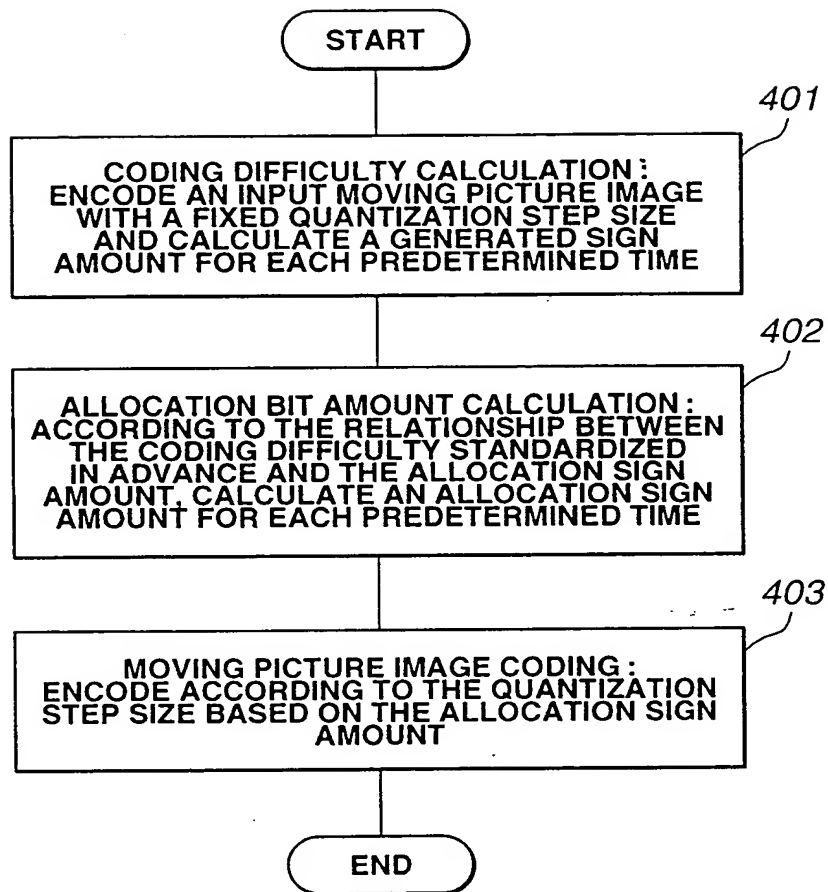 START
401
CODING DIFFICULTY CALCULATION :
ENCODE AN INPUT MOVING PICTURE IMAGE
WITH A FIXED QUANTIZATION STEP SIZE
AND CALCULATE A GENERATED SIGN
AMOUNT FOR EACH PREDETERMINED TIME
402
ALLOCATION BIT AMOUNT CALCULATION :
ACCORDING TO THE RELATIONSHIP BETWEEN
THE CODING DIFFICULTY STANDARDIZED
IN ADVANCE AND THE ALLOCATION SIGN
AMOUNT, CALCULATE AN ALLOCATION SIGN
AMOUNT FOR EACH PREDETERMINED TIME
403
MOVING PICTURE IMAGE CODING :
ENCODE ACCORDING TO THE QUANTIZATION
STEP SIZE BASED ON THE ALLOCATION SIGN
AMOUNT
END